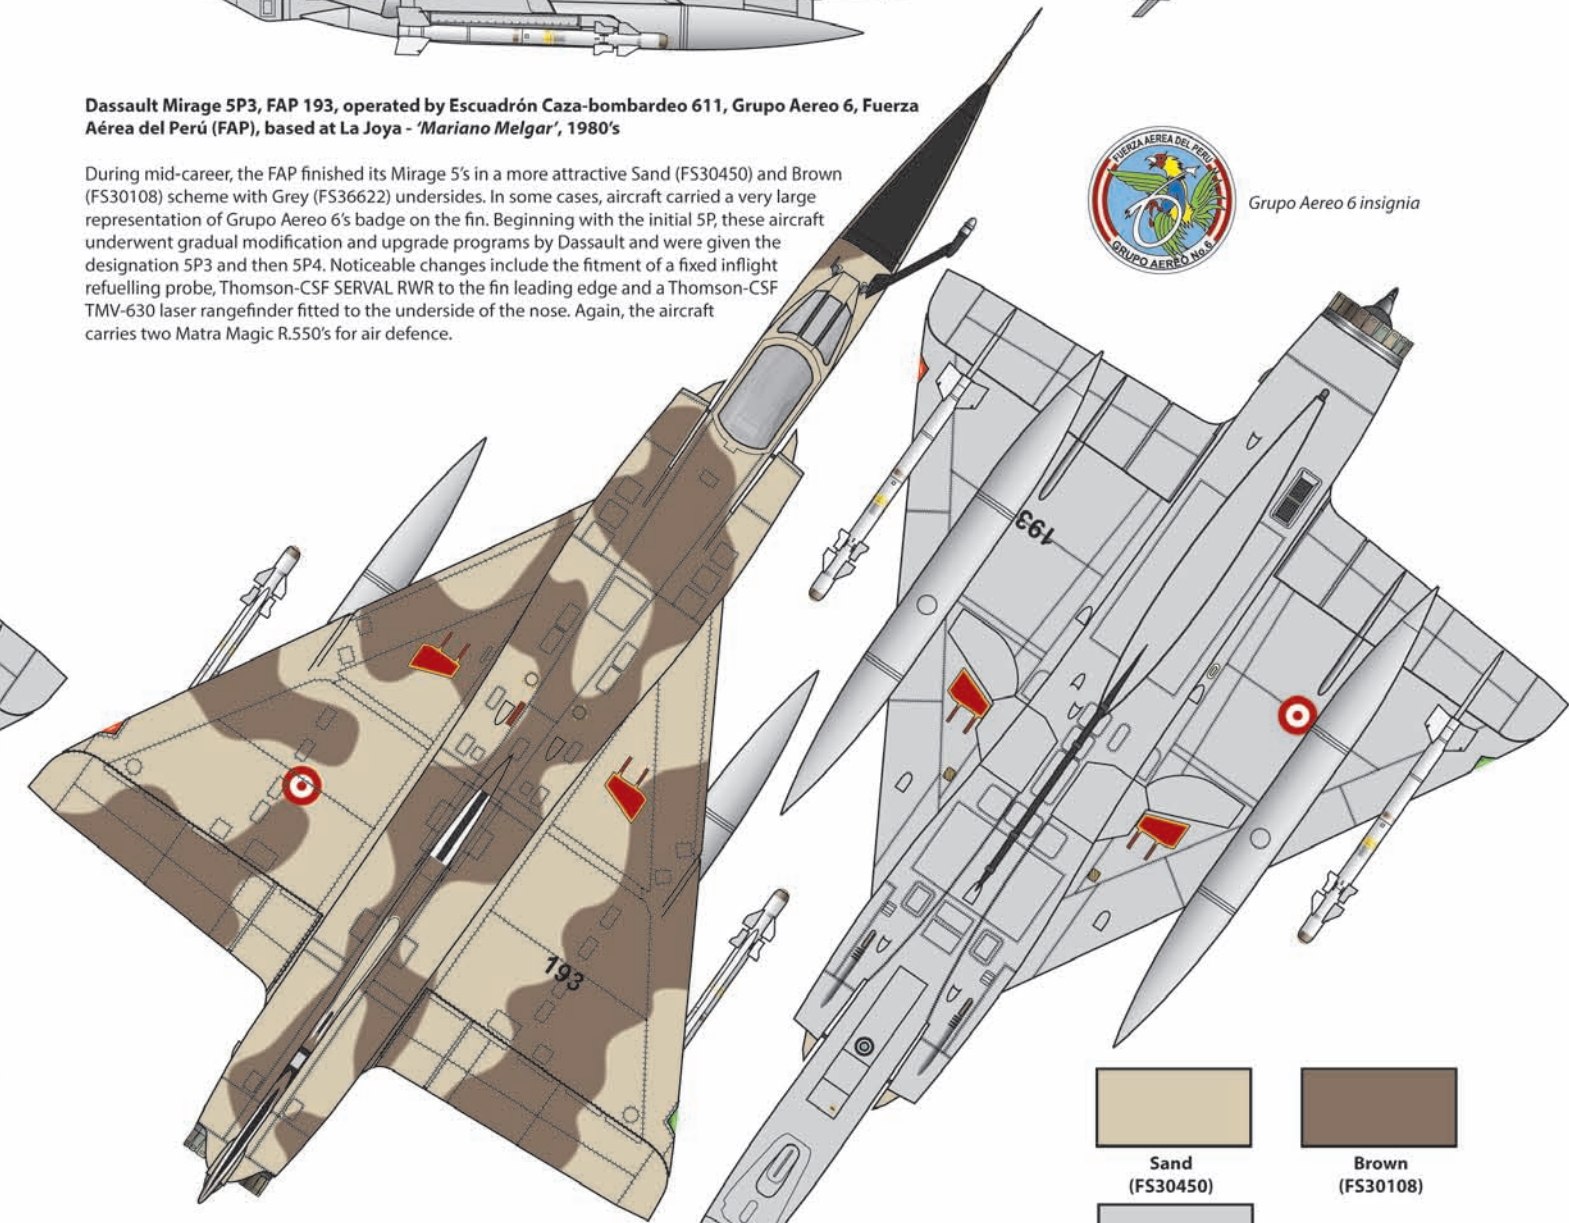 Dassault Mirage 5P3, FAP 193, operated by Escuadrón Caza-bombardeo 611, Grupo Aereo 6, Fuerza
Aérea del Perú (FAP), based at La Joya - ‘Mariano Melgar’, 1980’s
During mid-career, the FAP finished its Mirage 5’s in a more attractive Sand (FS30450) and Brown
(FS30108) scheme with Grey (FS36622) undersides. In some cases, aircraft carried a very large
representation of Grupo Aereo 6’s badge on the fin. Beginning with the initial 5P, these aircraft
underwent gradual modification and upgrade programs by Dassault and were given the
designation 5P3 and then 5P4. Noticeable changes include the fitment of a fixed inflight
refuelling probe, Thomson-CSF SERVAL RWR to the fin leading edge and a Thomson-CSF
TMV-630 laser rangefinder fitted to the underside of the nose. Again, the aircraft
carries two Matra Magic R.550’s for air defence.
FUERZA AEREA DEL PERU
GRUPO AEREO No.6
Grupo Aereo 6 insignia
193
193
Sand
(FS30450)
Brown
(FS30108)